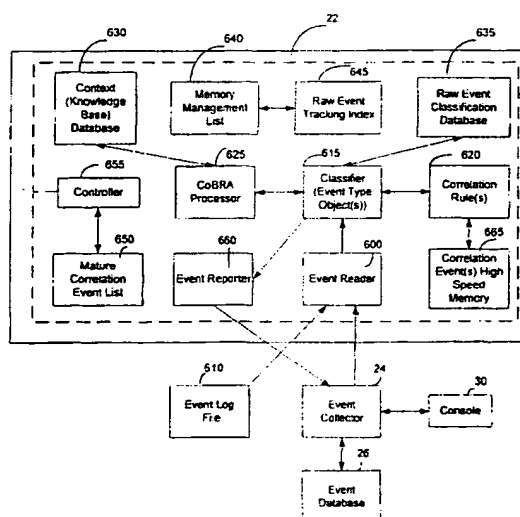 630
640
22
635
645
Context
(Knowledge
Base)
Database
Memory
Management
List
Raw Event
Tracking Index
Raw Event
Classification
Database
655
625
615
620
Controller
CoBRA
Processor
Classifier
(Event Type
Object(s))
Correlation
Rule(s)
650
660
600
665
Mature
Correlation
Event List
Event Reporter
Event Reader
Correlation
Event(s) High
Speed
Memory
610
24
30
Event Log
File
Event
Collector
Console
26
Event
Database